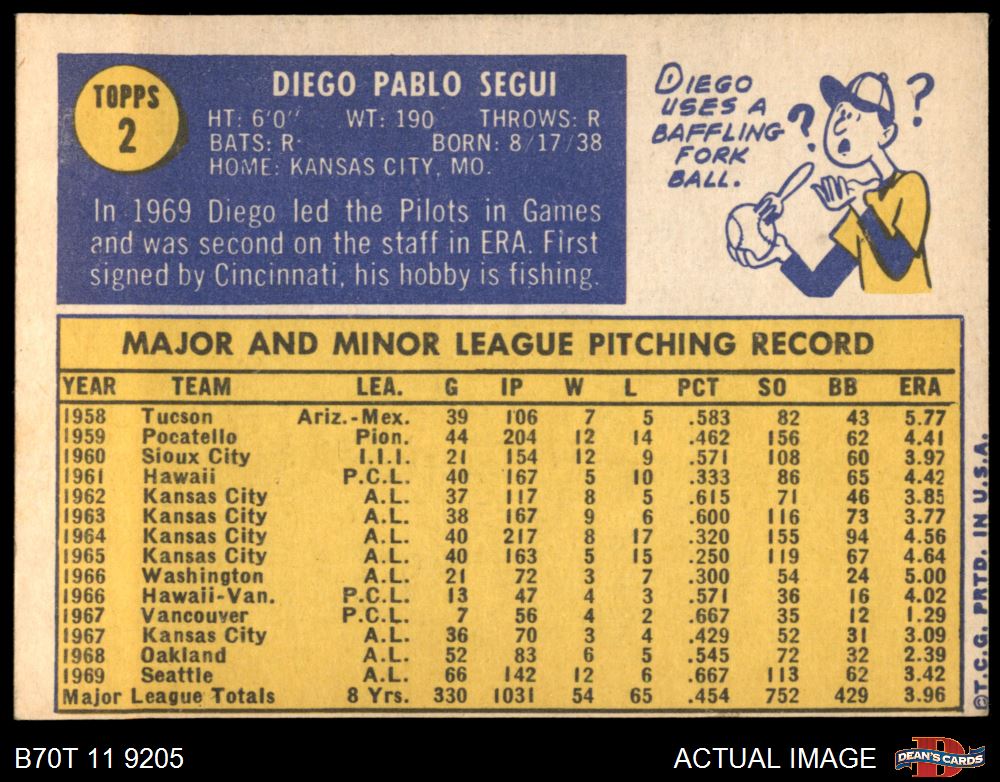 TOPPS
2
DIEGO PABLO SEGUI
HT: 6'0" WT: 190 THROWS: R
BATS: R BORN: 8/17/38
HOME: KANSAS CITY, MO.
In 1969 Diego led the Pilots in Games
and was second on the staff in ERA. First
signed by Cincinnati, his hobby is fishing.
DIEGO
USES A
BAFFLING
FORK
BALL.
? ?
MAJOR AND MINOR LEAGUE PITCHING RECORD
YEAR TEAM LEA. G IP W L PCT SO BB ERA
1958 Tucson Ariz.-Mex. 39 106 7 5 .583 82 43 5.77
1959 Pocatello Pion. 44 204 12 14 .462 156 62 4.41
1960 Sioux City I.I.I. 21 154 12 9 .571 108 60 3.97
1961 Hawaii P.C.L. 40 167 5 10 .333 86 65 4.42
1962 Kansas City A.L. 37 117 8 5 .615 71 46 3.85
1963 Kansas City A.L. 38 167 9 6 .600 116 73 3.77
1964 Kansas City A.L. 40 217 8 17 .320 155 94 4.56
1965 Kansas City A.L. 40 163 5 15 .250 119 67 4.64
1966 Washington A.L. 21 72 3 7 .300 54 24 5.00
1966 Hawaii-Van. P.C.L. 13 47 4 3 .571 36 16 4.02
1967 Vancouver P.C.L. 7 56 4 2 .667 35 12 1.29
1967 Kansas City A.L. 36 70 3 4 .429 52 31 3.09
1968 Oakland A.L. 52 83 6 5 .545 72 32 2.39
1969 Seattle A.L. 66 142 12 6 .667 113 62 3.42
Major League Totals 8 Yrs. 330 1031 54 65 .454 752 429 3.96
©T.C.G. PRTD. IN U.S.A.
B70T 11 9205
ACTUAL IMAGE
D
DEAN'S CARDS